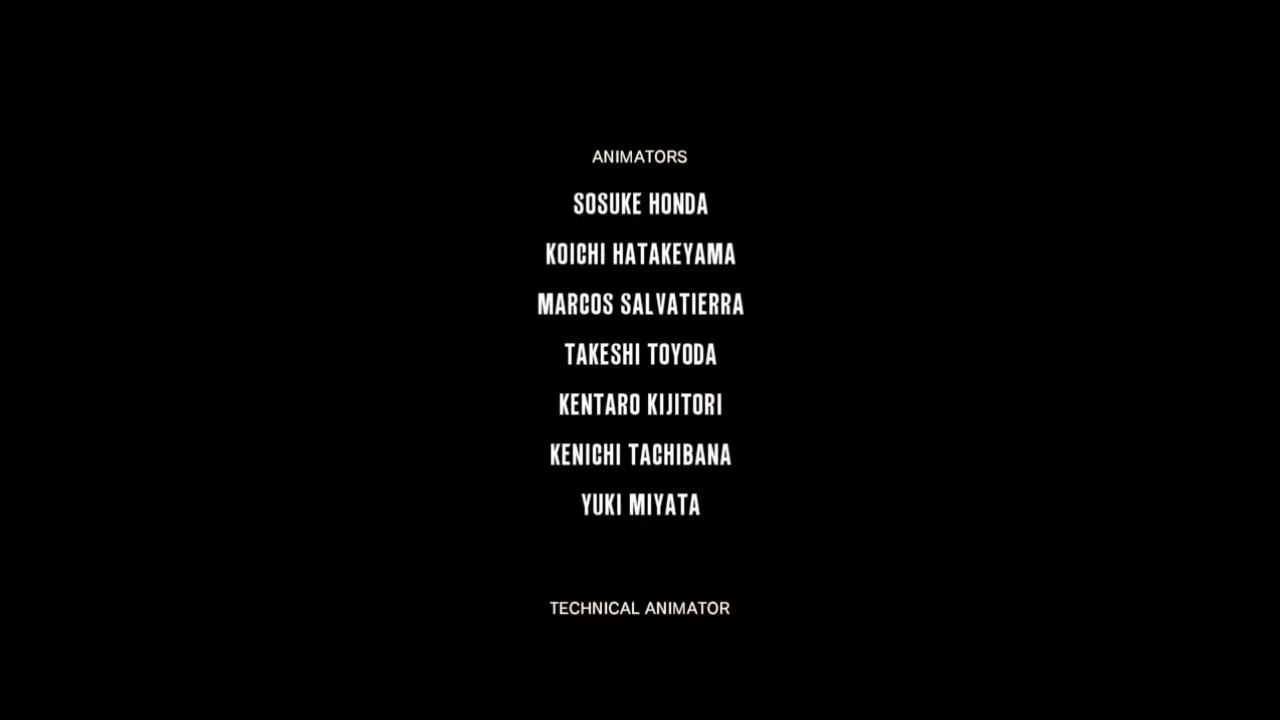 ANIMATORS
SOSUKE HONDA
KOICHI HATAKEYAMA
MARCOS SALVATIERRA
TAKESHI TOYODA
KENTARO KIJITORI
KENICHI TACHIBANA
YUKI MIYATA
TECHNICAL ANIMATOR